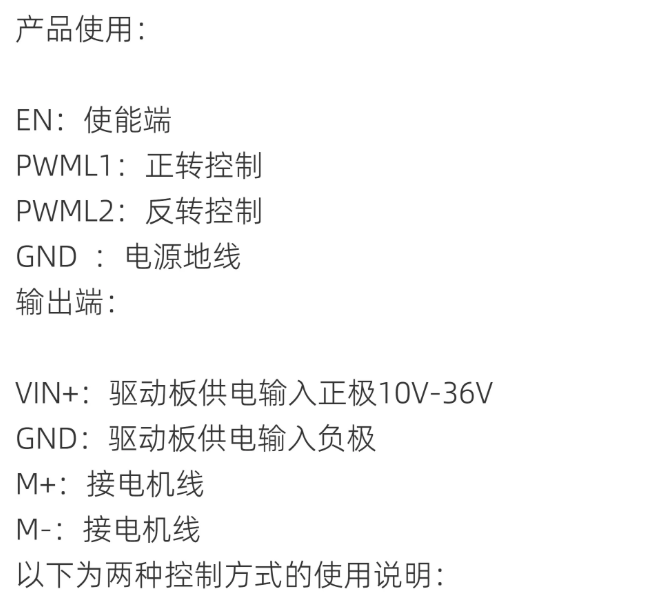 产品使用：
EN：使能端
PWML1：正转控制
PWML2：反转控制
GND ：电源地线
输出端：
VIN+：驱动板供电输入正极10V-36V
GND：驱动板供电输入负极
M+：接电机线
M-：接电机线
以下为两种控制方式的使用说明：